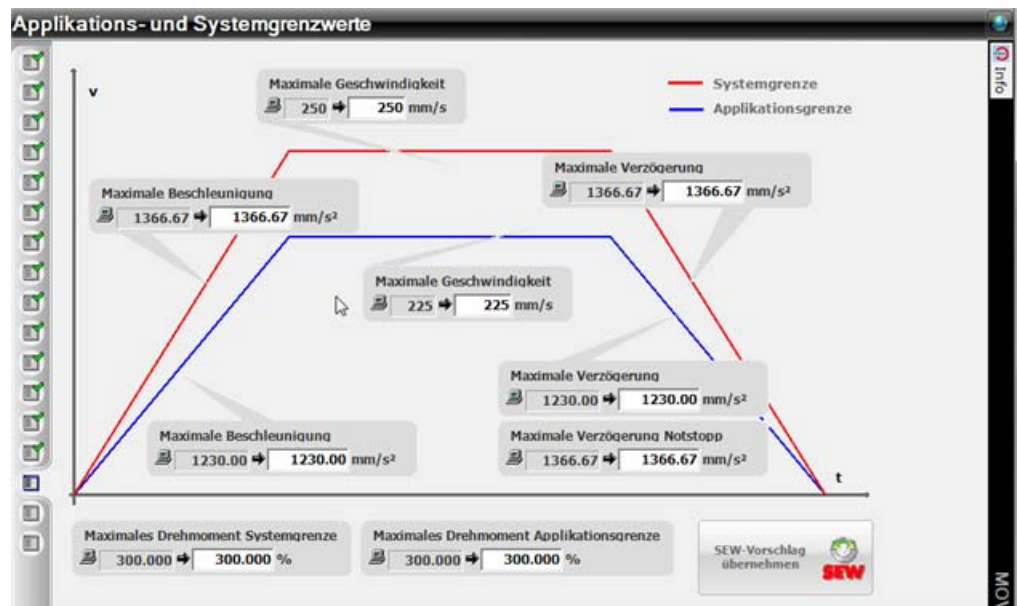 Applikations- und Systemgrenzwerte
Info
v
Maximale Geschwindigkeit
250 250 mm/s
Systemgrenze
Applikationsgrenze
Maximale Verzögerung
1366.67 1366.67 mm/s²
Maximale Beschleunigung
1366.67 1366.67 mm/s²
Maximale Geschwindigkeit
225 225 mm/s
Maximale Verzögerung
1230.00 1230.00 mm/s²
Maximale Beschleunigung
1230.00 1230.00 mm/s²
Maximale Verzögerung Notstopp
1366.67 1366.67 mm/s²
t
Maximales Drehmoment Systemgrenze
300.000 300.000 %
Maximales Drehmoment Applikationsgrenze
300.000 300.000 %
SEW-Vorschlag
übernehmen
SEW